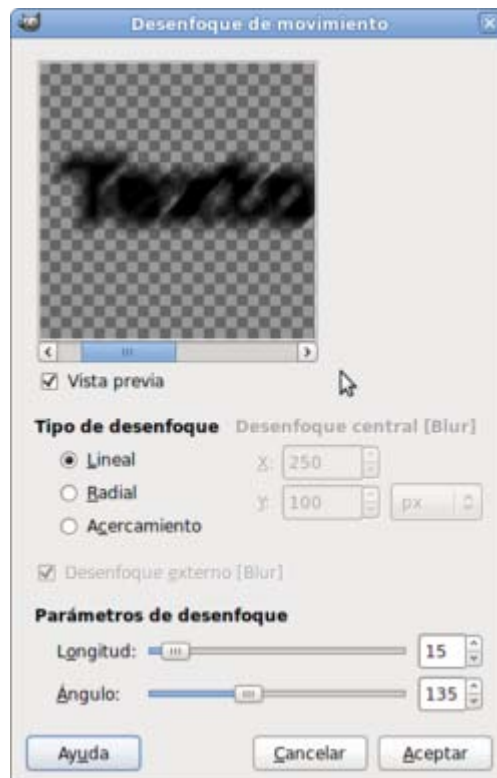 Desenfoque de movimiento
Texto
Vista previa
Tipo de desenfoque Desenfoque central [Blur]
Lineal X: 250
Radial Y: 100 px
Acercamiento
Desenfoque externo [Blur]
Parámetros de desenfoque
Longitud: 15
Ángulo: 135
Ayuda Cancelar Aceptar